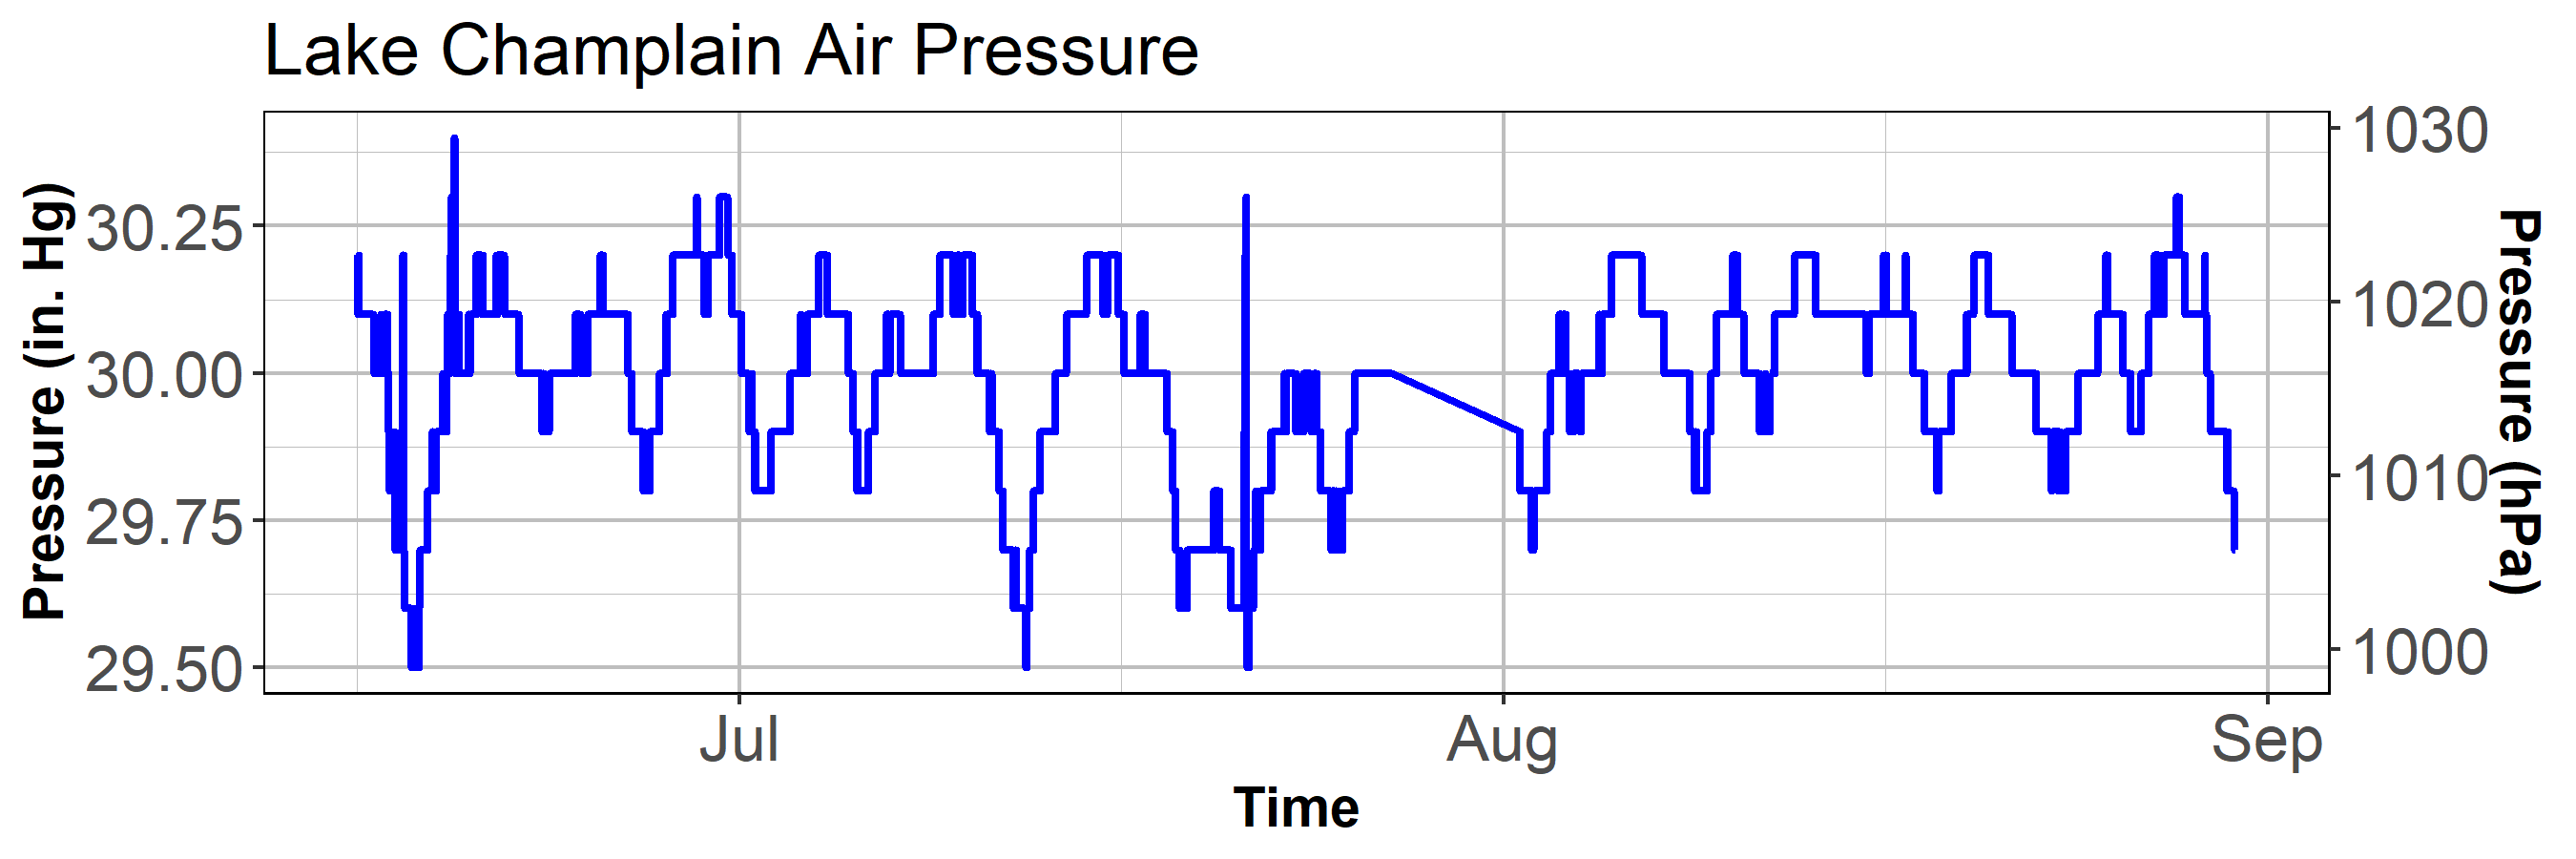 Lake Champlain Air Pressure
Pressure (in. Hg)
30.25
30.00
29.75
29.50
1030
1020
1010
1000
Pressure (hPa)
Jul Aug Sep
Time